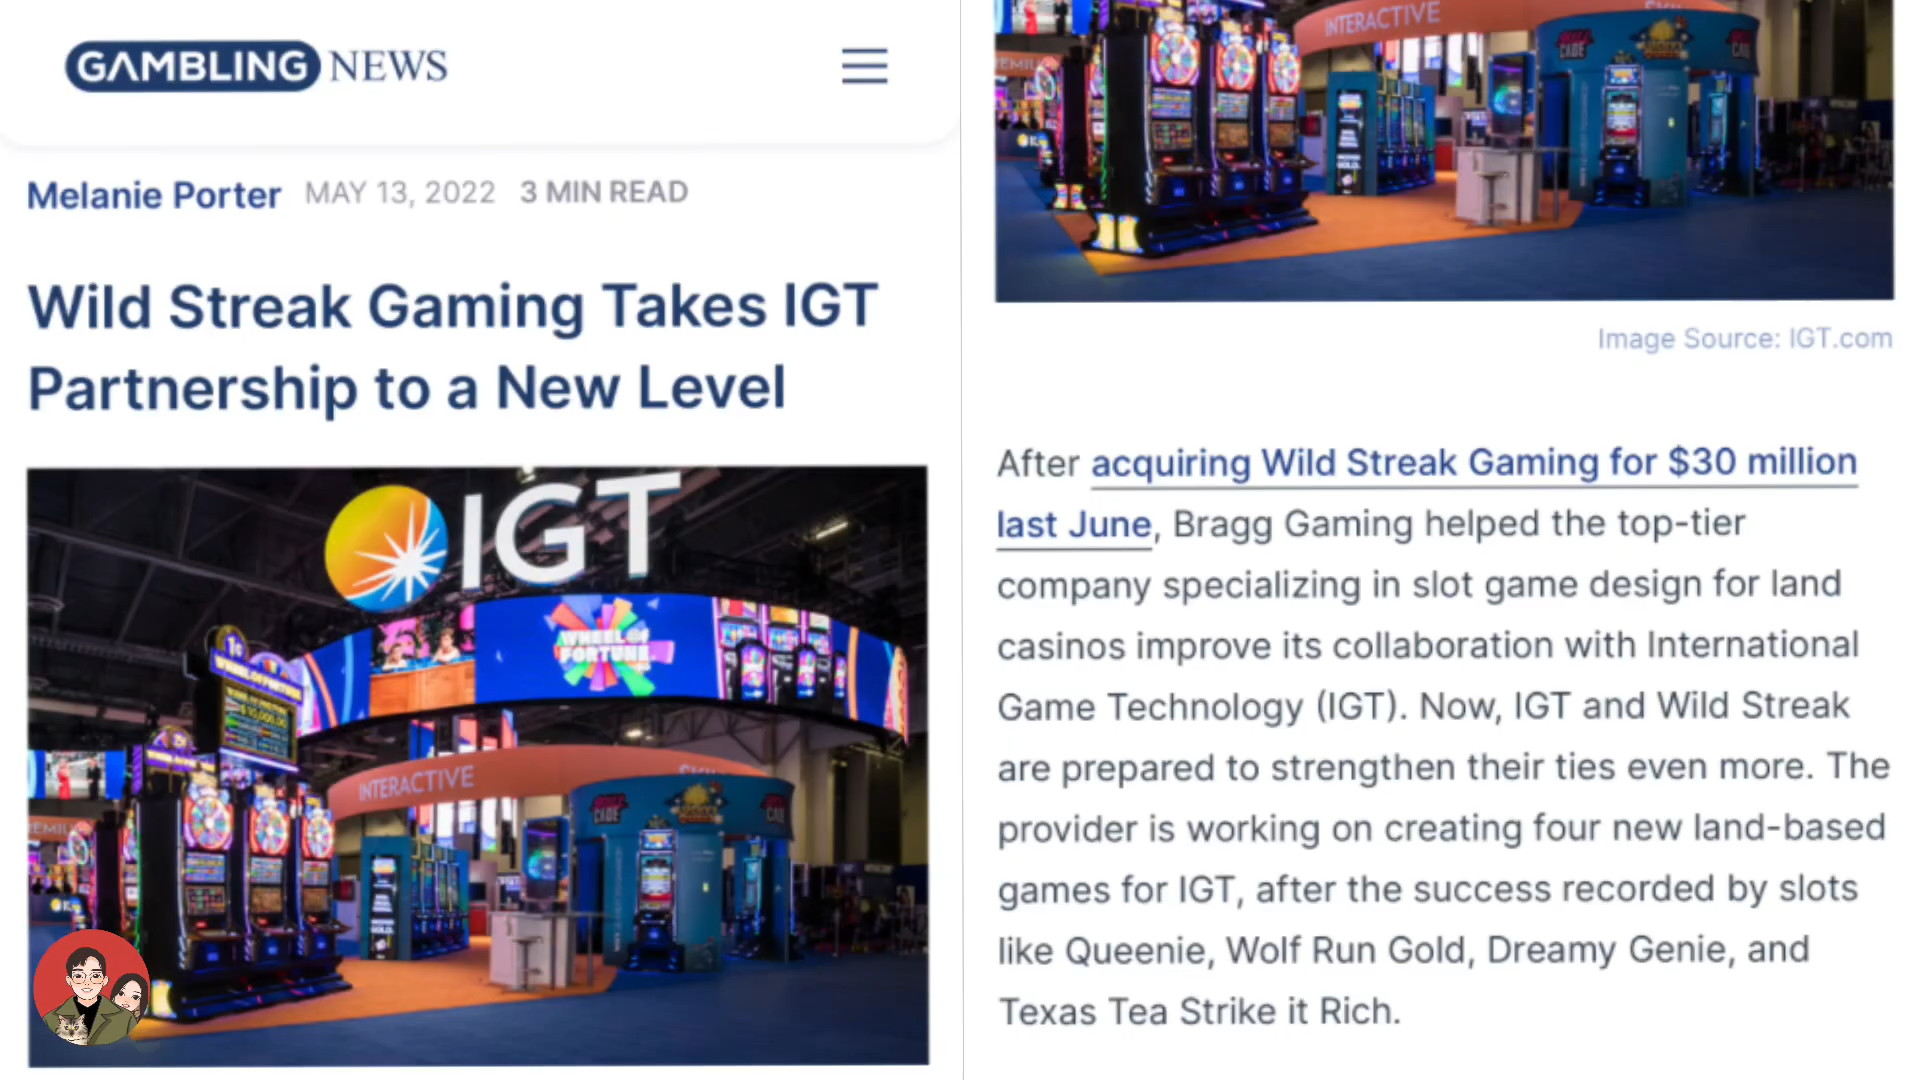 GAMBLING NEWS
Melanie Porter MAY 13, 2022 3 MIN READ
Wild Streak Gaming Takes IGT
Partnership to a New Level
IGT
WHEEL OF
FORTUNE
INTERACTIVE
INTERACTIVE
Image Source: IGT.com
After acquiring Wild Streak Gaming for $30 million
last June, Bragg Gaming helped the top-tier
company specializing in slot game design for land
casinos improve its collaboration with International
Game Technology (IGT). Now, IGT and Wild Streak
are prepared to strengthen their ties even more. The
provider is working on creating four new land-based
games for IGT, after the success recorded by slots
like Queenie, Wolf Run Gold, Dreamy Genie, and
Texas Tea Strike it Rich.